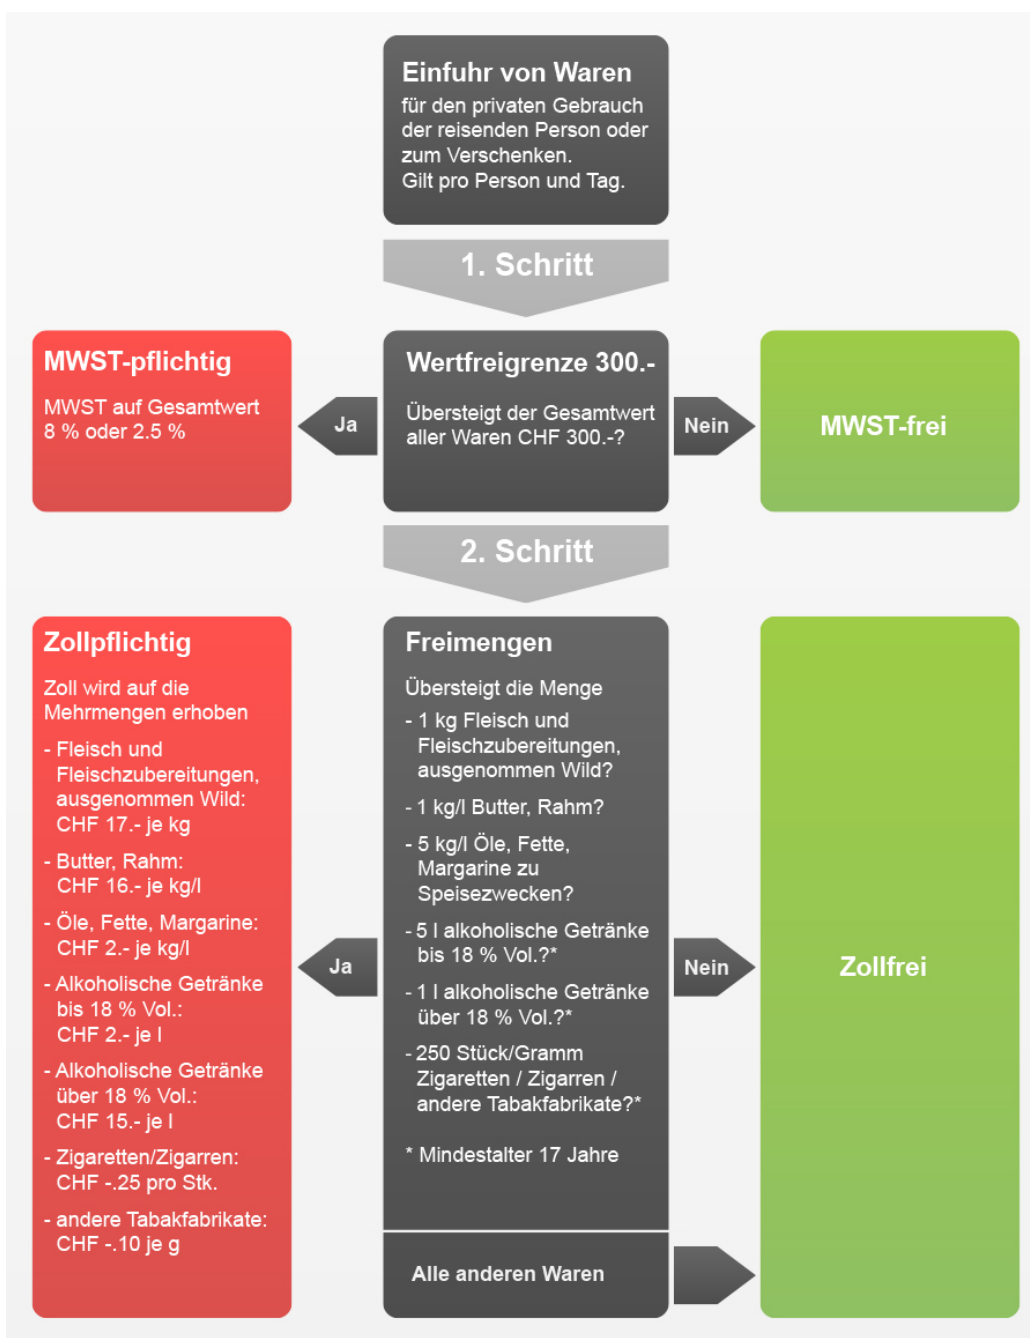 Einfuhr von Waren
für den privaten Gebrauch
der reisenden Person oder
zum Verschenken.
Gilt pro Person und Tag.
1. Schritt
MWST-pflichtig
MWST auf Gesamtwert
8 % oder 2.5 %
Ja
Wertfreigrenze 300.-
Übersteigt der Gesamtwert
aller Waren CHF 300.-?
Nein
MWST-frei
2. Schritt
Zollpflichtig
Zoll wird auf die
Mehrmengen erhoben
- Fleisch und
Fleischzubereitungen,
ausgenommen Wild:
CHF 17.- je kg
- Butter, Rahm:
CHF 16.- je kg/l
- Öle, Fette, Margarine:
CHF 2.- je kg/l
- Alkoholische Getränke
bis 18 % Vol.:
CHF 2.- je l
- Alkoholische Getränke
über 18 % Vol.:
CHF 15.- je l
- Zigaretten/Zigarren:
CHF -.25 pro Stk.
- andere Tabakfabrikate:
CHF -.10 je g
Ja
Freimengen
Übersteigt die Menge
- 1 kg Fleisch und
Fleischzubereitungen,
ausgenommen Wild?
- 1 kg/l Butter, Rahm?
- 5 kg/l Öle, Fette,
Margarine zu
Speisezwecken?
- 5 l alkoholische Getränke
bis 18 % Vol.?*
- 1 l alkoholische Getränke
über 18 % Vol.?*
- 250 Stück/Gramm
Zigaretten / Zigarren /
andere Tabakfabrikate?*
* Mindestalter 17 Jahre
Alle anderen Waren
Nein
Zollfrei